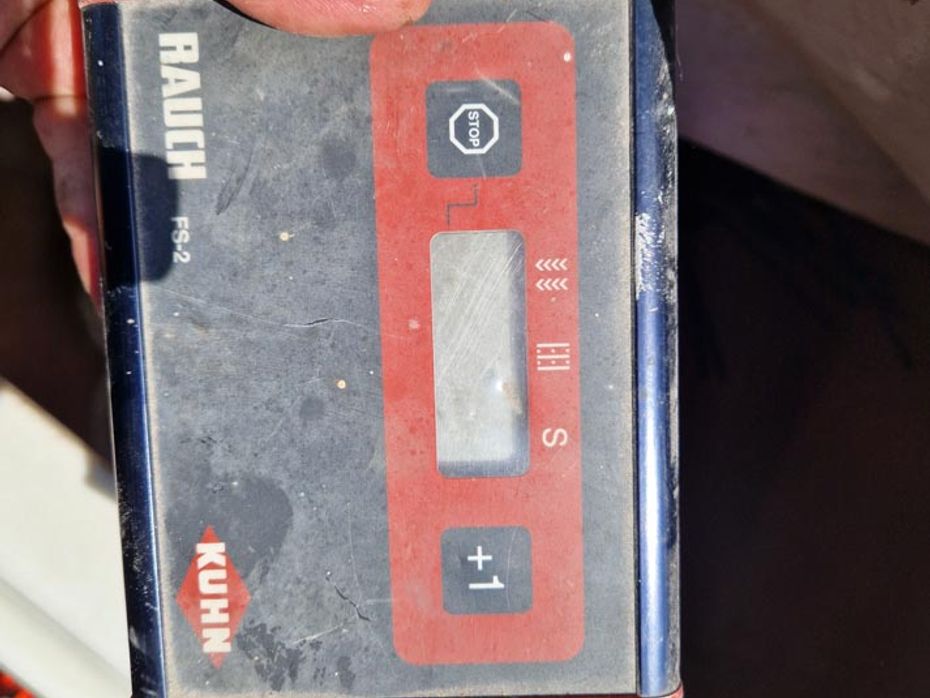 STOP
S
+1
RAUCH FS-2
KUHN